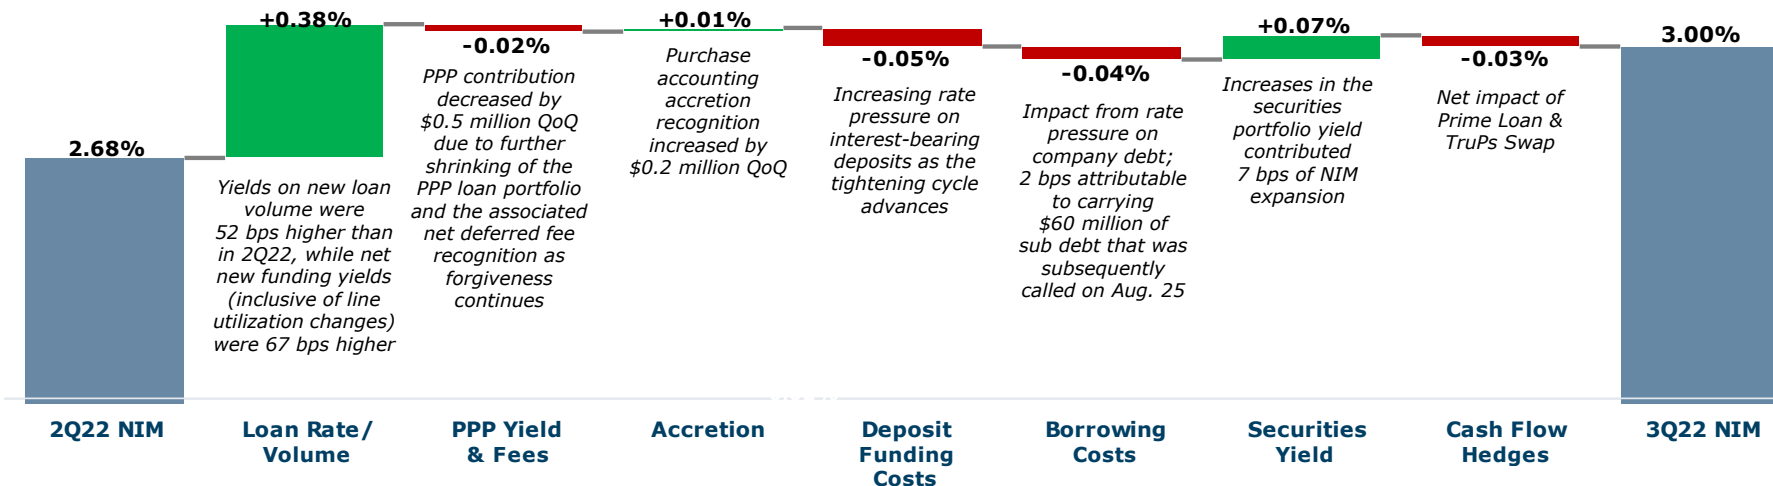 2.68%
+0.38%
Yields on new loan
volume were
52 bps higher than
in 2Q22, while net
new funding yields
(inclusive of line
utilization changes)
were 67 bps higher
-0.02%
PPP contribution
decreased by
$0.5 million QoQ
due to further
shrinking of the
PPP loan portfolio
and the associated
net deferred fee
recognition as
forgiveness
continues
+0.01%
Purchase
accounting
accretion
recognition
increased by
$0.2 million QoQ
-0.05%
Increasing rate
pressure on
interest-bearing
deposits as the
tightening cycle
advances
-0.04%
Impact from rate
pressure on
company debt;
2 bps attributable
to carrying
$60 million of
sub debt that was
subsequently
called on Aug. 25
+0.07%
Increases in the
securities
portfolio yield
contributed
7 bps of NIM
expansion
-0.03%
Net impact of
Prime Loan &
TruPs Swap
3.00%
2Q22 NIM
Loan Rate/
Volume
PPP Yield
& Fees
Accretion
Deposit
Funding
Costs
Borrowing
Costs
Securities
Yield
Cash Flow
Hedges
3Q22 NIM